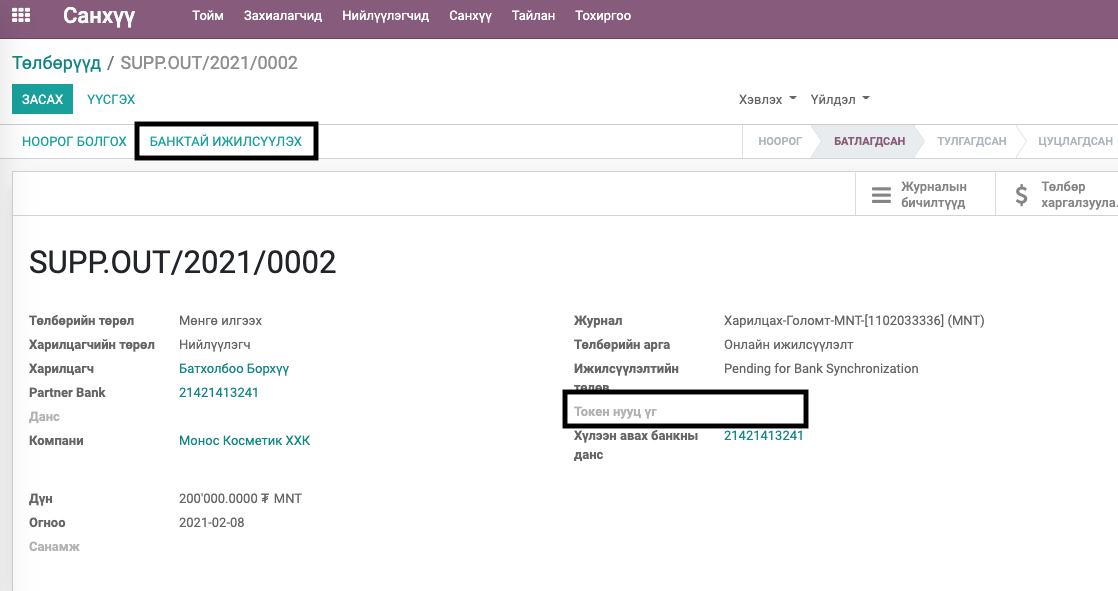 Санхүү Тойм Захиалагчид Нийлүүлэгчид Санхүү Тайлан Тохиргоо
Төлбөрүүд / SUPP.OUT/2021/0002
ЗАСАХ ҮҮСГЭХ Хэвлэх Үйлдэл
НООРОГ БОЛГОХ БАНКТАЙ ИЖИЛСҮҮЛЭХ НООРОГ БАТЛАГДСАН ТУЛГАГДСАН ЦУЦЛАГДСАН
Журналын бичилтүүд
$ Төлбөр харгалзуула.
SUPP.OUT/2021/0002
Төлбөрийн төрөл Мөнгө илгээх
Харилцагчийн төрөл Нийлүүлэгч
Харилцагч Батхолбоо Борхүү
Partner Bank 21421413241
Данс
Компани Монос Косметик ХХК
Журнал Харилцах-Голомт-MNT-[1102033336] (MNT)
Төлбөрийн арга Онлайн ижилсүүлэлт
Ижилсүүлэлтийн төлөв Pending for Bank Synchronization
Токен нууц үг
Хүлээн авах банкны данс 21421413241
Дүн 200'000.0000 ₮ MNT
Огноо 2021-02-08
Санамж